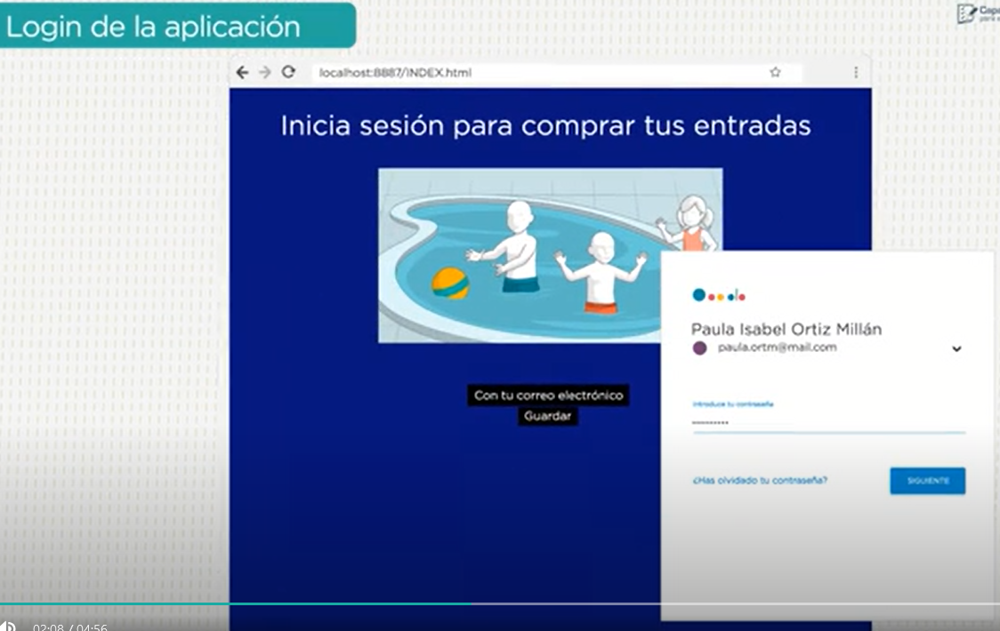 Login de la aplicación
localhost:8887/INDEX.html
Inicia sesión para comprar tus entradas
Paula Isabel Ortiz Millán
paula.ortm@mail.com
Con tu correo electrónico
Guardar
Introduce tu contraseña
¿Has olvidado tu contraseña?
SIGUIENTE
02:08 / 04:56